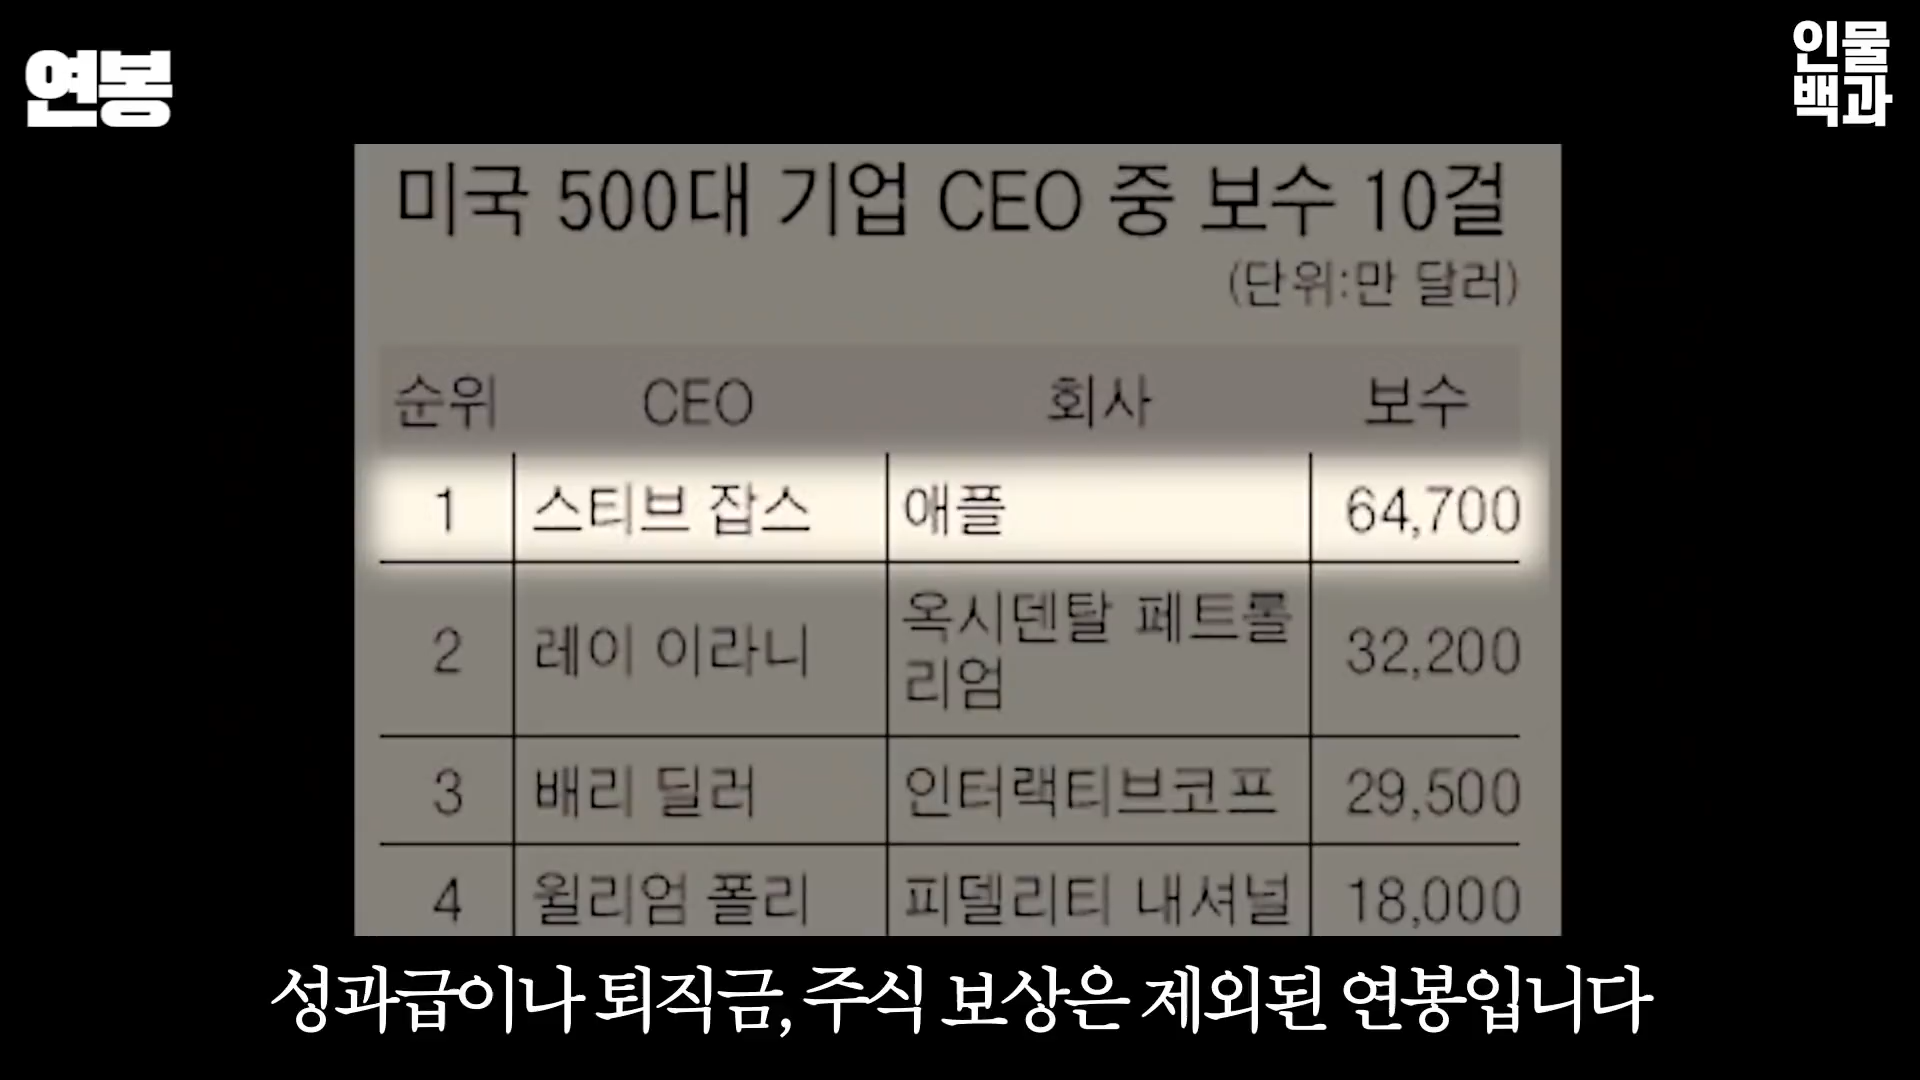 연봉
인물
백과
미국 500대 기업 CEO 중 보수 10걸
(단위:만 달러)
순위 CEO 회사 보수
1 스티브 잡스 애플 64,700
2 레이 이라니 옥시덴탈 페트롤
리엄 32,200
3 배리 딜러 인터랙티브코프 29,500
4 윌리엄 폴리 피델리티 내셔널 18,000
성과급이나 퇴직금, 주식 보상은 제외된 연봉입니다